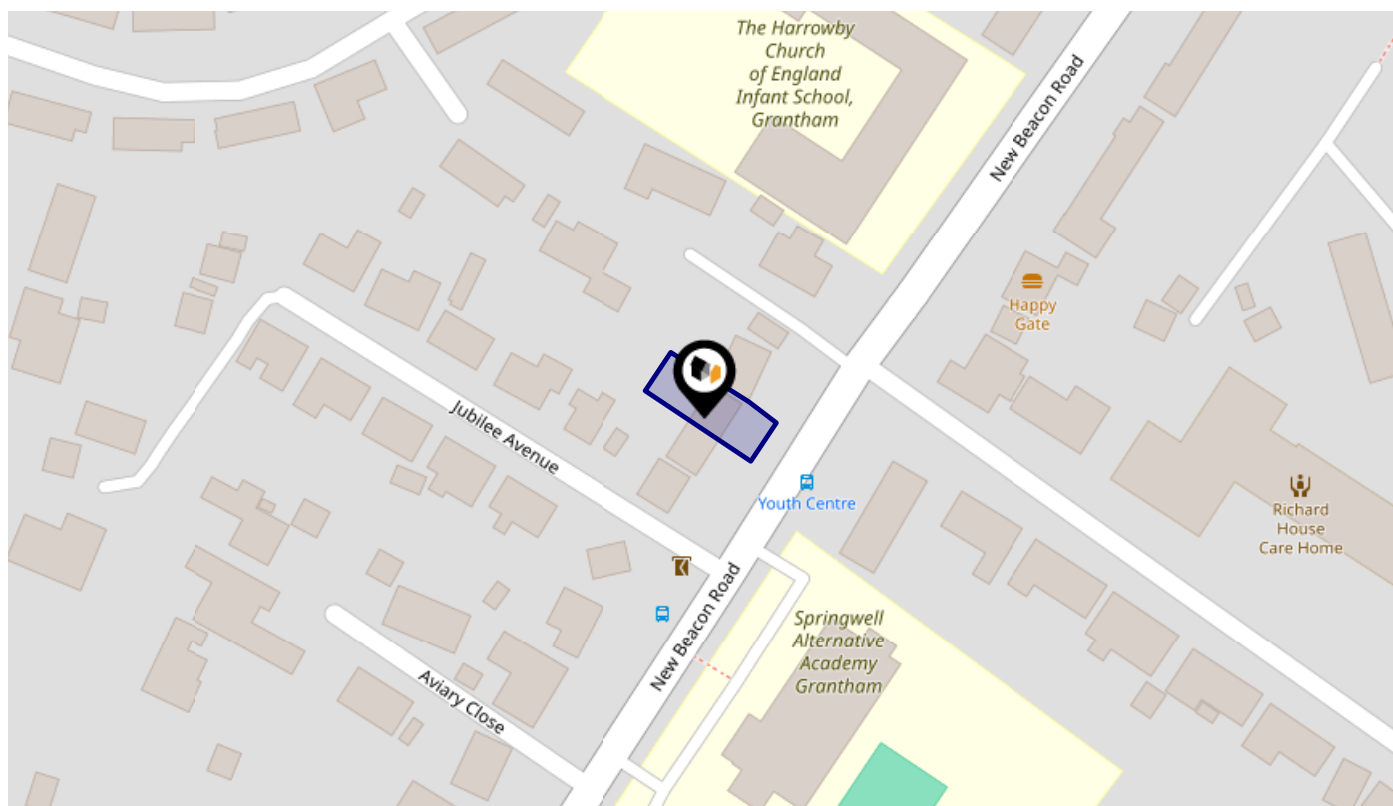 The Harrowby
Church
of England
Infant School,
Grantham
New Beacon Road
Happy
Gate
Jubilee Avenue
Youth Centre
Richard
House
Care Home
New Beacon Road
Springwell
Alternative
Academy
Grantham
Aviary Close